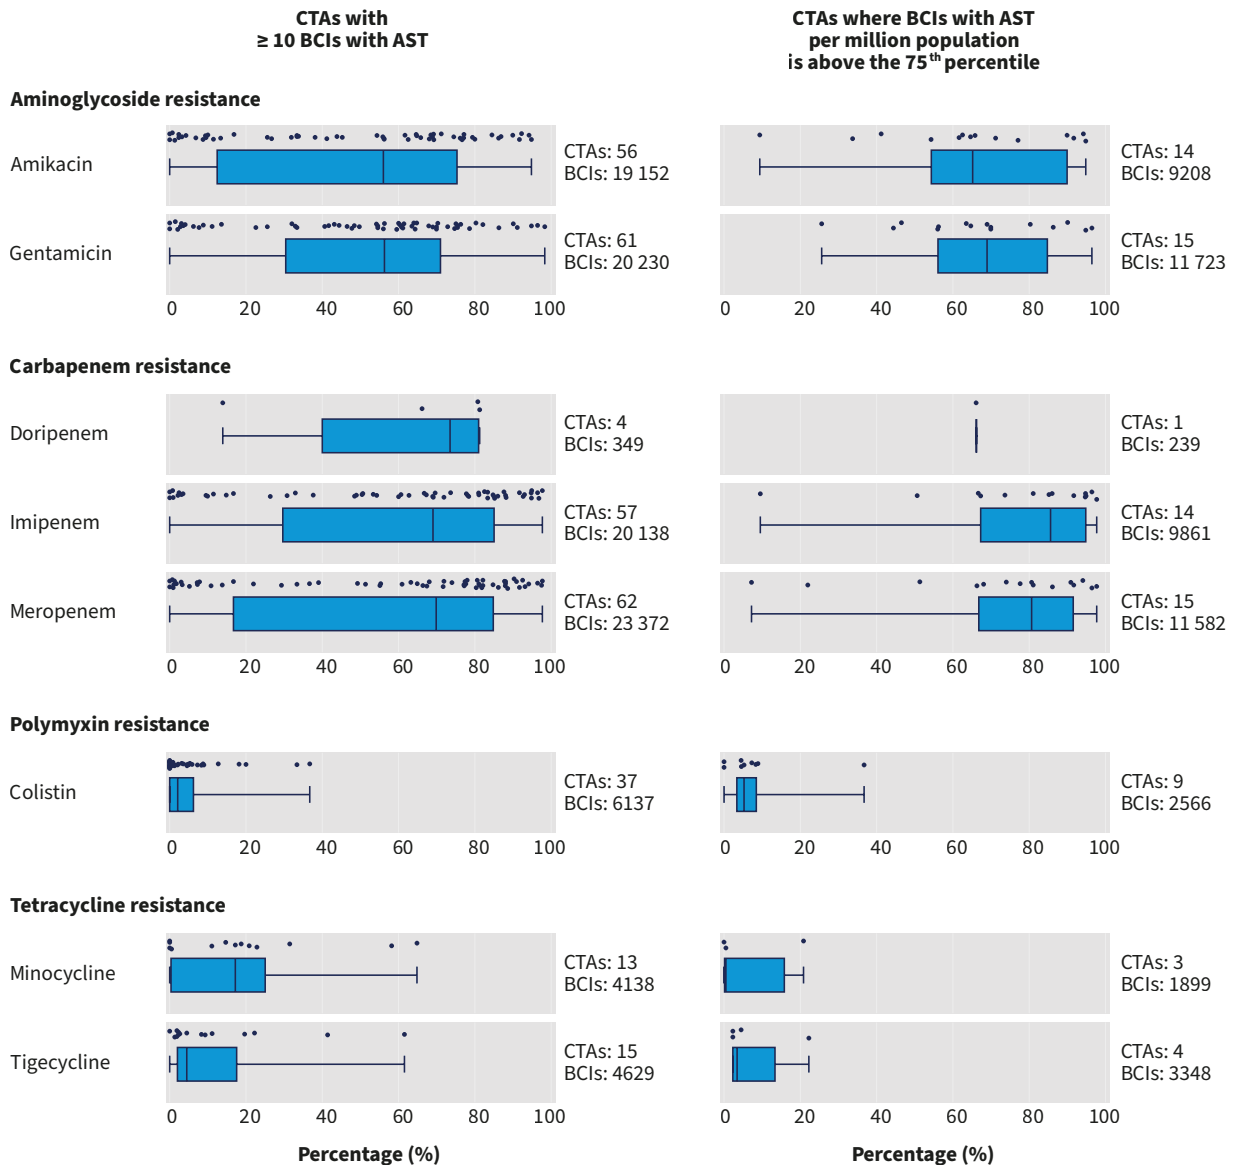 CTAs with
≥ 10 BCIs with AST
CTAs where BCIs with AST
per million population
is above the 75th percentile
Aminoglycoside resistance
Amikacin
CTAs: 56
BCIs: 19 152
CTAs: 14
BCIs: 9208
Gentamicin
CTAs: 61
BCIs: 20 230
CTAs: 15
BCIs: 11 723
0 20 40 60 80 100
0 20 40 60 80 100
Carbapenem resistance
Doripenem
CTAs: 4
BCIs: 349
CTAs: 1
BCIs: 239
Imipenem
CTAs: 57
BCIs: 20 138
CTAs: 14
BCIs: 9861
Meropenem
CTAs: 62
BCIs: 23 372
CTAs: 15
BCIs: 11 582
0 20 40 60 80 100
0 20 40 60 80 100
Polymyxin resistance
Colistin
CTAs: 37
BCIs: 6137
CTAs: 9
BCIs: 2566
0 20 40 60 80 100
0 20 40 60 80 100
Tetracycline resistance
Minocycline
CTAs: 13
BCIs: 4138
CTAs: 3
BCIs: 1899
Tigecycline
CTAs: 15
BCIs: 4629
CTAs: 4
BCIs: 3348
0 20 40 60 80 100
0 20 40 60 80 100
Percentage (%)
Percentage (%)